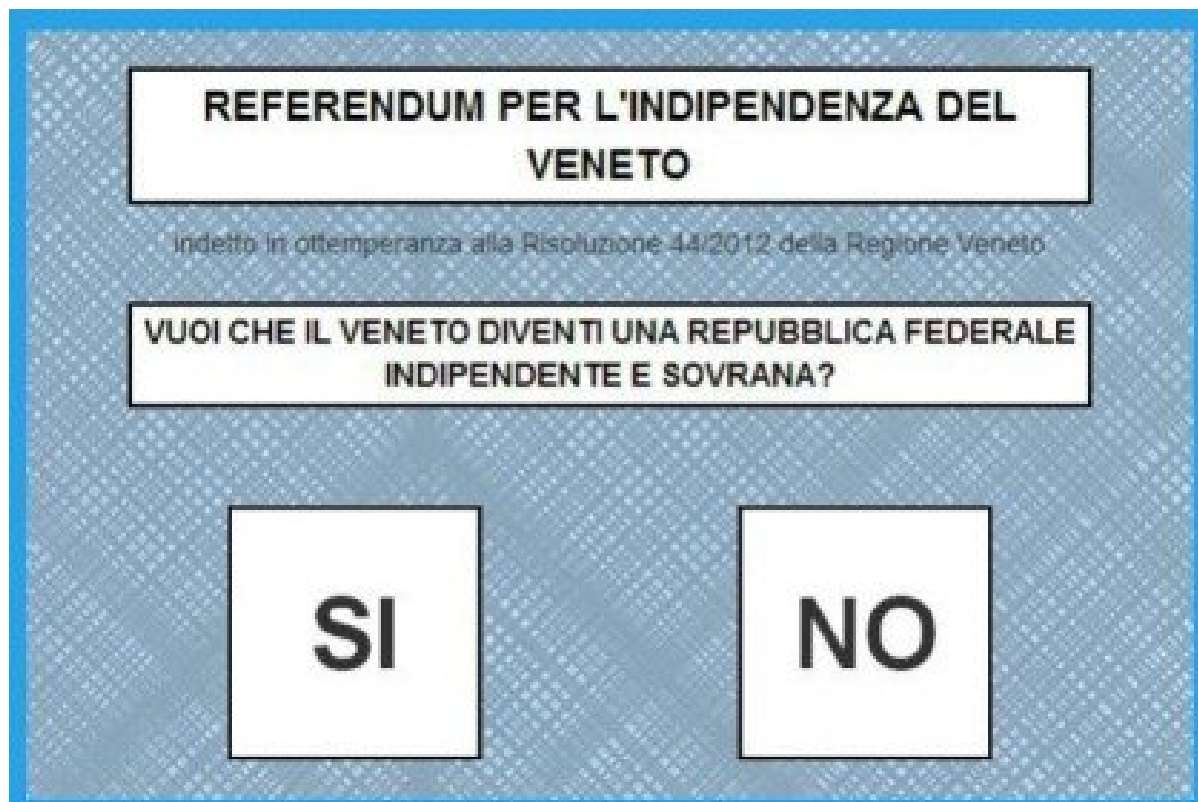 REFERENDUM PER L'INDIPENDENZA DEL
VENETO
indetto in ottemperanza alla Risoluzione 44/2012 della Regione Veneto
VUOI CHE IL VENETO DIVENTI UNA REPUBBLICA FEDERALE
INDIPENDENTE E SOVRANA?
SI
NO